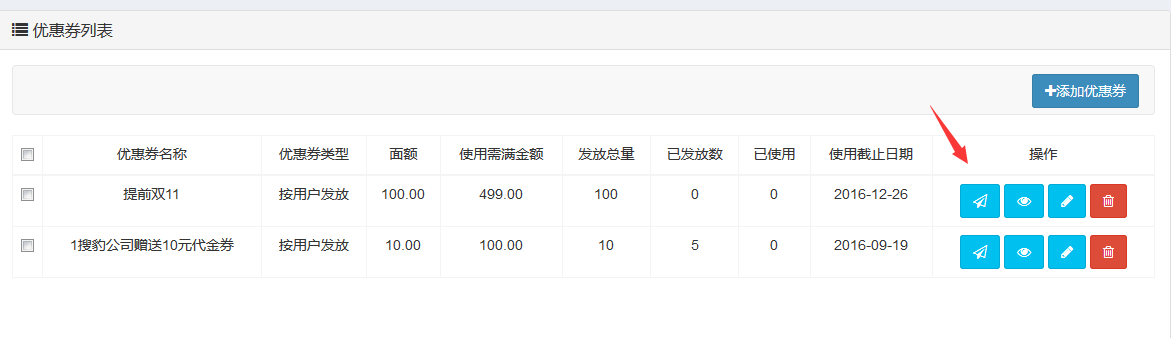 优惠券列表
添加优惠券
优惠券名称 优惠券类型 面额 使用需满金额 发放总量 已发放数 已使用 使用截止日期 操作
提前双11 按用户发放 100.00 499.00 100 0 0 2016-12-26
1搜豹公司赠送10元代金券 按用户发放 10.00 100.00 10 5 0 2016-09-19